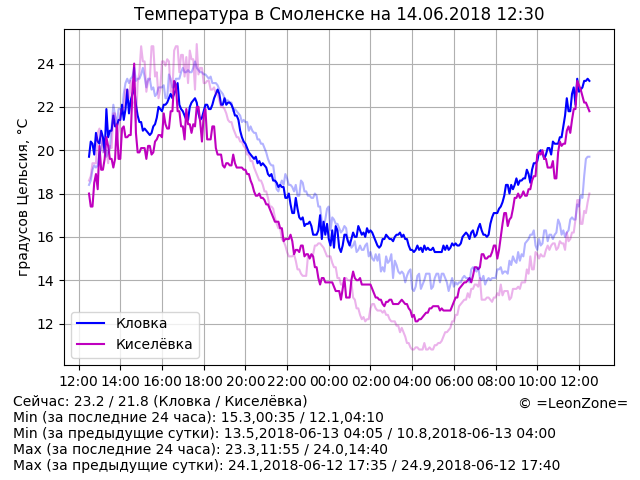 Температура в Смоленске на 14.06.2018 12:30
градусов Цельсия, °C
24
22
20
18
16
14
12
Кловка
Киселёвка
12:00 14:00 16:00 18:00 20:00 22:00 00:00 02:00 04:00 06:00 08:00 10:00 12:00
Сейчас: 23.2 / 21.8 (Кловка / Киселёвка)
© =LeonZone=
Min (за последние 24 часа): 15.3,00:35 / 12.1,04:10
Min (за предыдущие сутки): 13.5,2018-06-13 04:05 / 10.8,2018-06-13 04:00
Max (за последние 24 часа): 23.3,11:55 / 24.0,14:40
Max (за предыдущие сутки): 24.1,2018-06-12 17:35 / 24.9,2018-06-12 17:40